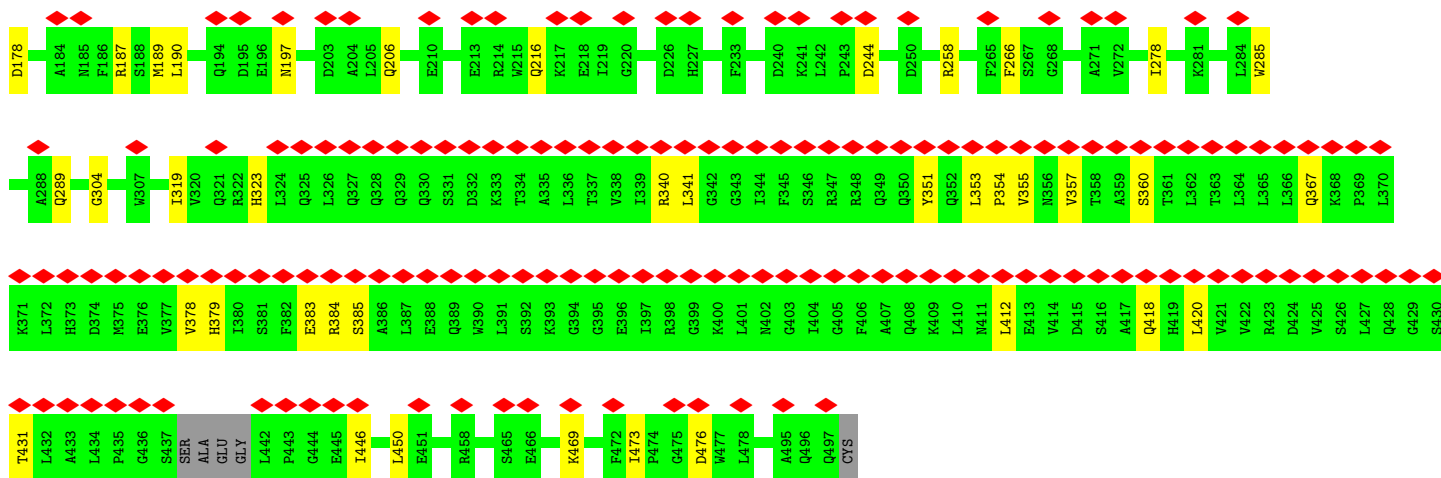 D178 A184 N185 F186 R187 S188 M189 L190 Q194 D195 E196 N197 D203 A204 L205 Q206 E210 E213 R214 W215 Q216 K217 E218 I219 G220 D226 H227 F233 D240 K241 L242 P243 D244 D250 R258 F265 F266 S267 G268 A271 V272 I278 K281 L284 W285
A288 Q289 G304 W307 I319 V320 Q321 R322 H323 L324 Q325 L326 Q327 Q328 Q329 Q330 S331 D332 K333 T334 A335 L336 T337 V338 I339 R340 L341 G342 G343 I344 F345 S346 R347 R348 Q349 Q350 Y351 Q352 L353 P354 V355 N356 V357 T358 A359 S360 T361 L362 T363 L364 L365 L366 Q367 K368 P369 L370
K371 L372 H373 D374 M375 E376 V377 V378 H379 I380 S381 F382 E383 R384 S385 A386 L387 E388 Q389 W390 L391 S392 K393 G394 G395 E396 I397 R398 G399 K400 L401 N402 G403 I404 G405 F406 A407 Q408 K409 L410 N411 L412 E413 V414 D415 S416 A417 Q418 H419 L420 V421 V422 R423 D424 V425 S426 L427 Q428 G429 S430
T431 L432 A433 L434 P435 G436 S437 SER ALA GLU GLY L442 P443 G444 E445 I446 L450 E451 R458 S465 E466 K469 F472 I473 P474 G475 D476 W477 L478 A495 Q496 Q497 CYS